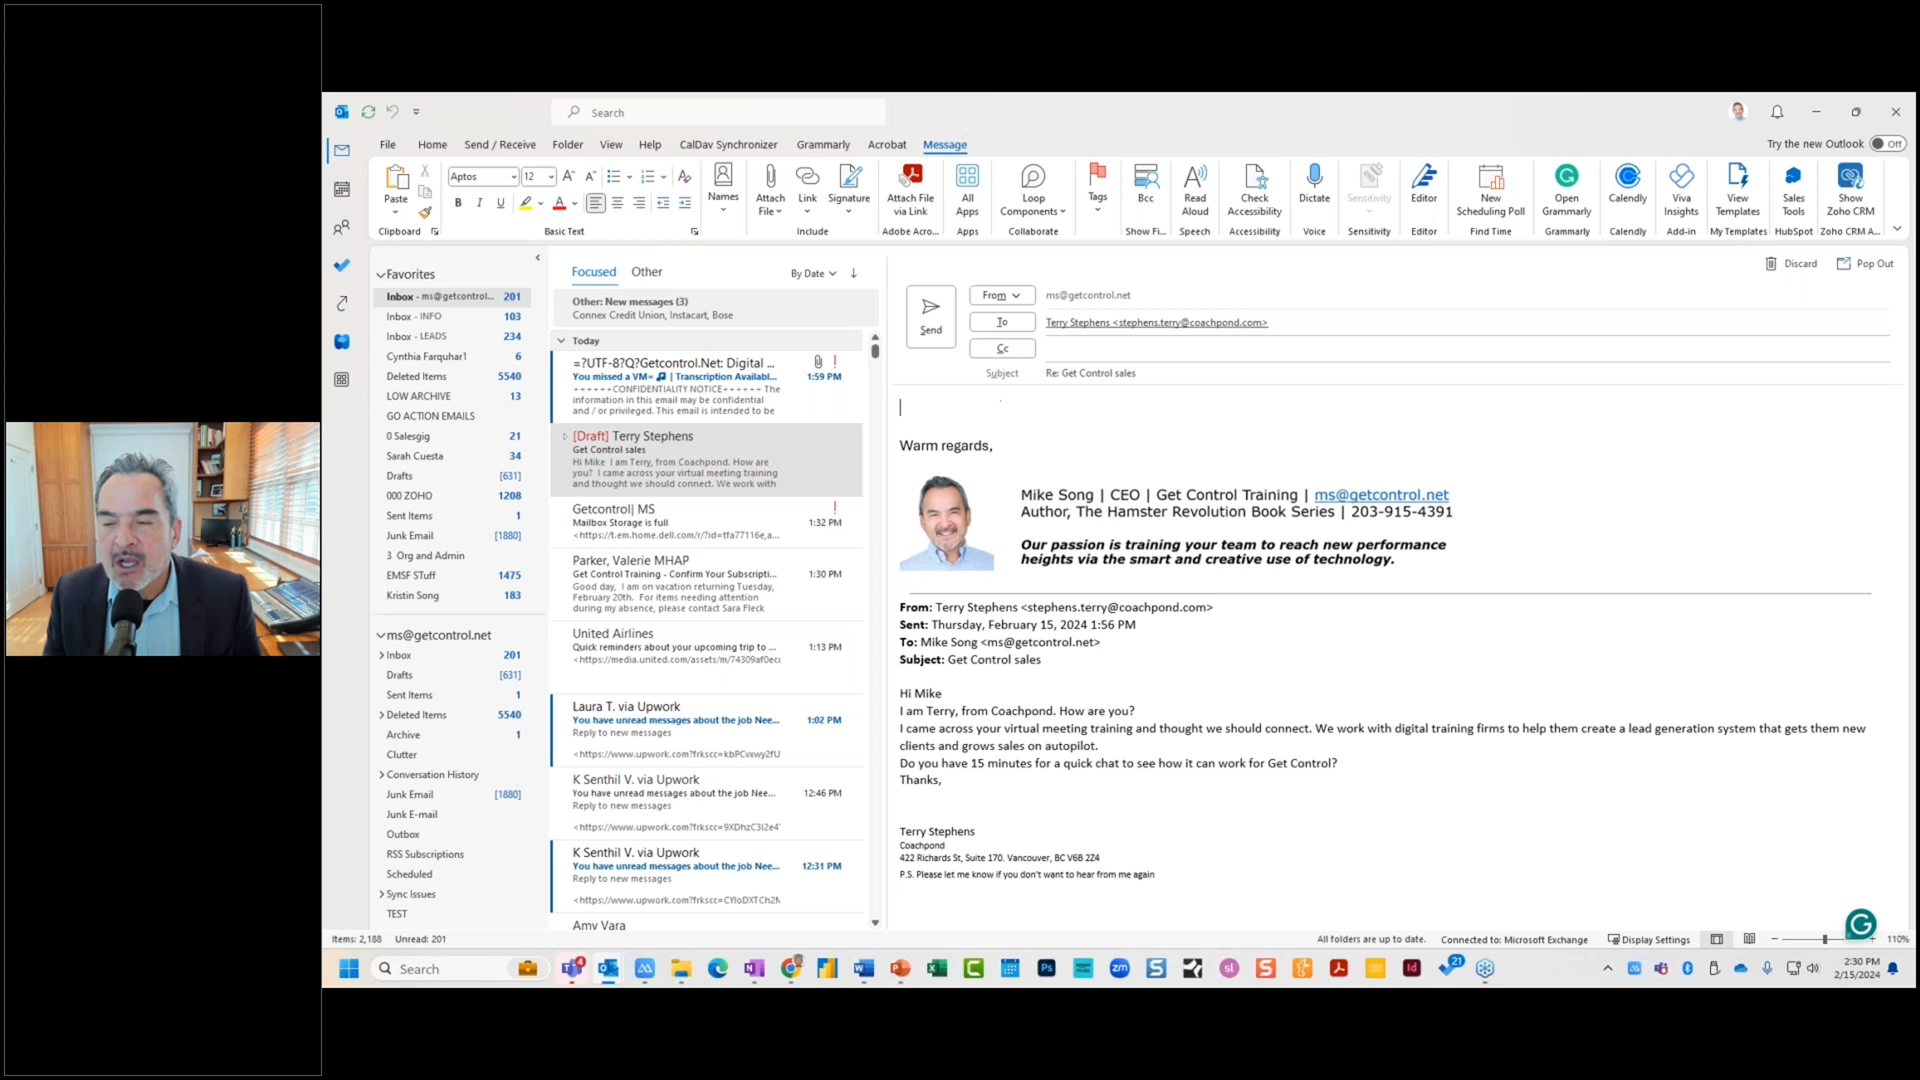 Search
File Home Send / Receive Folder View Help CalDav Synchronizer Grammarly Acrobat Message
Try the new Outlook Off
Paste
Clipboard
Aptos 12
B I U
Basic Text
Names
Attach File
Link
Signature
Include
Attach File via Link
Adobe Acro...
All Apps
Apps
Loop Components
Collaborate
Tags
Bcc
Show Fi...
Read Aloud
Speech
Check Accessibility
Accessibility
Dictate
Voice
Sensitivity
Sensitivity
Editor
Editor
New Scheduling Poll
Find Time
Open Grammarly
Grammarly
Calendly
Calendly
Viva Insights
Add-in
View Templates
My Templates
Sales Tools
HubSpot
Show Zoho CRM
Zoho CRM A...
Favorites
Inbox - ms@getcontrol... 201
Inbox - INFO 103
Inbox - LEADS 234
Cynthia Farquhar1 6
Deleted Items 5540
LOW ARCHIVE 13
GO ACTION EMAILS
0 Salesgig 21
Sarah Cuesta 34
Drafts [631]
000 ZOHO 1208
Sent Items 1
Junk Email [1880]
3 Org and Admin
EMSF STuff 1475
Kristin Song 183
ms@getcontrol.net
Inbox 201
Drafts [631]
Sent Items 1
Deleted Items 5540
Archive 1
Clutter
Conversation History
Junk Email [1880]
Junk E-mail
Outbox
RSS Subscriptions
Scheduled
Sync Issues
TEST
Focused Other By Date
Other: New messages (3)
Connex Credit Union, Instacart, Bose
Today
=?UTF-8?Q?Getcontrol.Net: Digital ...
You missed a VM= | Transcription Availabl... 1:59 PM
++++++CONFIDENTIALITY NOTICE++++++ The
information in this email may be confidential
and / or privileged. This email is intended to be
[Draft] Terry Stephens
Get Control sales
Hi Mike I am Terry, from Coachpond. How are
you? I came across your virtual meeting training
and thought we should connect. We work with
Getcontrol| MS
Mailbox Storage is full 1:32 PM
<https://t.em.home.dell.com/r/?id=tfa77116e,a...
Parker, Valerie MHAP
Get Control Training - Confirm Your Subscripti... 1:30 PM
Good day, I am on vacation returning Tuesday,
February 20th. For items needing attention
during my absence, please contact Sara Fleck
United Airlines
Quick reminders about your upcoming trip to ... 1:13 PM
Laura T. via Upwork
You have unread messages about the job Nee... 1:02 PM
Reply to new messages
<https://www.upwork.com?frkscc=kbPCvxwy2fU
K Senthil V. via Upwork
You have unread messages about the job Nee... 12:46 PM
Reply to new messages
K Senthil V. via Upwork
You have unread messages about the job Nee... 12:31 PM
Reply to new messages
Amy Vara
Discard Pop Out
Send
From ms@getcontrol.net
To Terry Stephens <stephens.terry@coachpond.com>
Cc
Subject Re: Get Control sales
Warm regards,
Mike Song | CEO | Get Control Training | ms@getcontrol.net
Author, The Hamster Revolution Book Series | 203-915-4391
Our passion is training your team to reach new performance
heights via the smart and creative use of technology.
From: Terry Stephens <stephens.terry@coachpond.com>
Sent: Thursday, February 15, 2024 1:56 PM
To: Mike Song <ms@getcontrol.net>
Subject: Get Control sales
Hi Mike
I am Terry, from Coachpond. How are you?
I came across your virtual meeting training and thought we should connect. We work with digital training firms to help them create a lead generation system that gets them new
clients and grows sales on autopilot.
Do you have 15 minutes for a quick chat to see how it can work for Get Control?
Thanks,
Terry Stephens
Coachpond
422 Richards St, Suite 170. Vancouver, BC V6B 2Z4
P.S. Please let me know if you don't want to hear from me again
Items: 2,188 Unread: 201
All folders are up to date. Connected to: Microsoft Exchange Display Settings 110%
Search
2:30 PM
2/15/2024